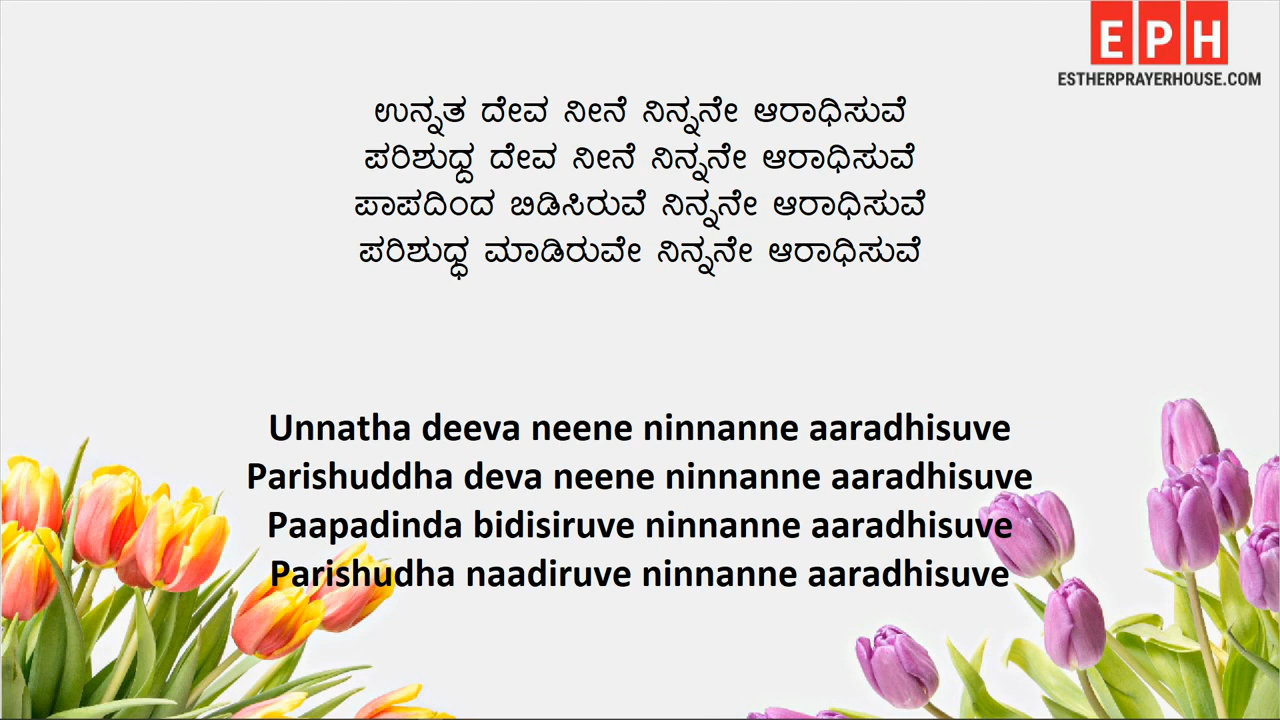 EPH
ESTHERPRAYERHOUSE.COM
ಉನ್ನತ ದೇವ ನೀನೆ ನಿನ್ನನೇ ಆರಾಧಿಸುವೆ
ಪರಿಶುಧ್ದ ದೇವ ನೀನೆ ನಿನ್ನನೇ ಆರಾಧಿಸುವೆ
ಪಾಪದಿಂದ ಬಿಡಿಸಿರುವೆ ನಿನ್ನನೇ ಆರಾಧಿಸುವೆ
ಪರಿಶುಧ್ಧ ಮಾಡಿರುವೇ ನಿನ್ನನೇ ಆರಾಧಿಸುವೆ
Unnatha deeva neene ninnanne aaradhisuve
Parishuddha deva neene ninnanne aaradhisuve
Paapadinda bidisiruve ninnanne aaradhisuve
Parishudha naadiruve ninnanne aaradhisuve